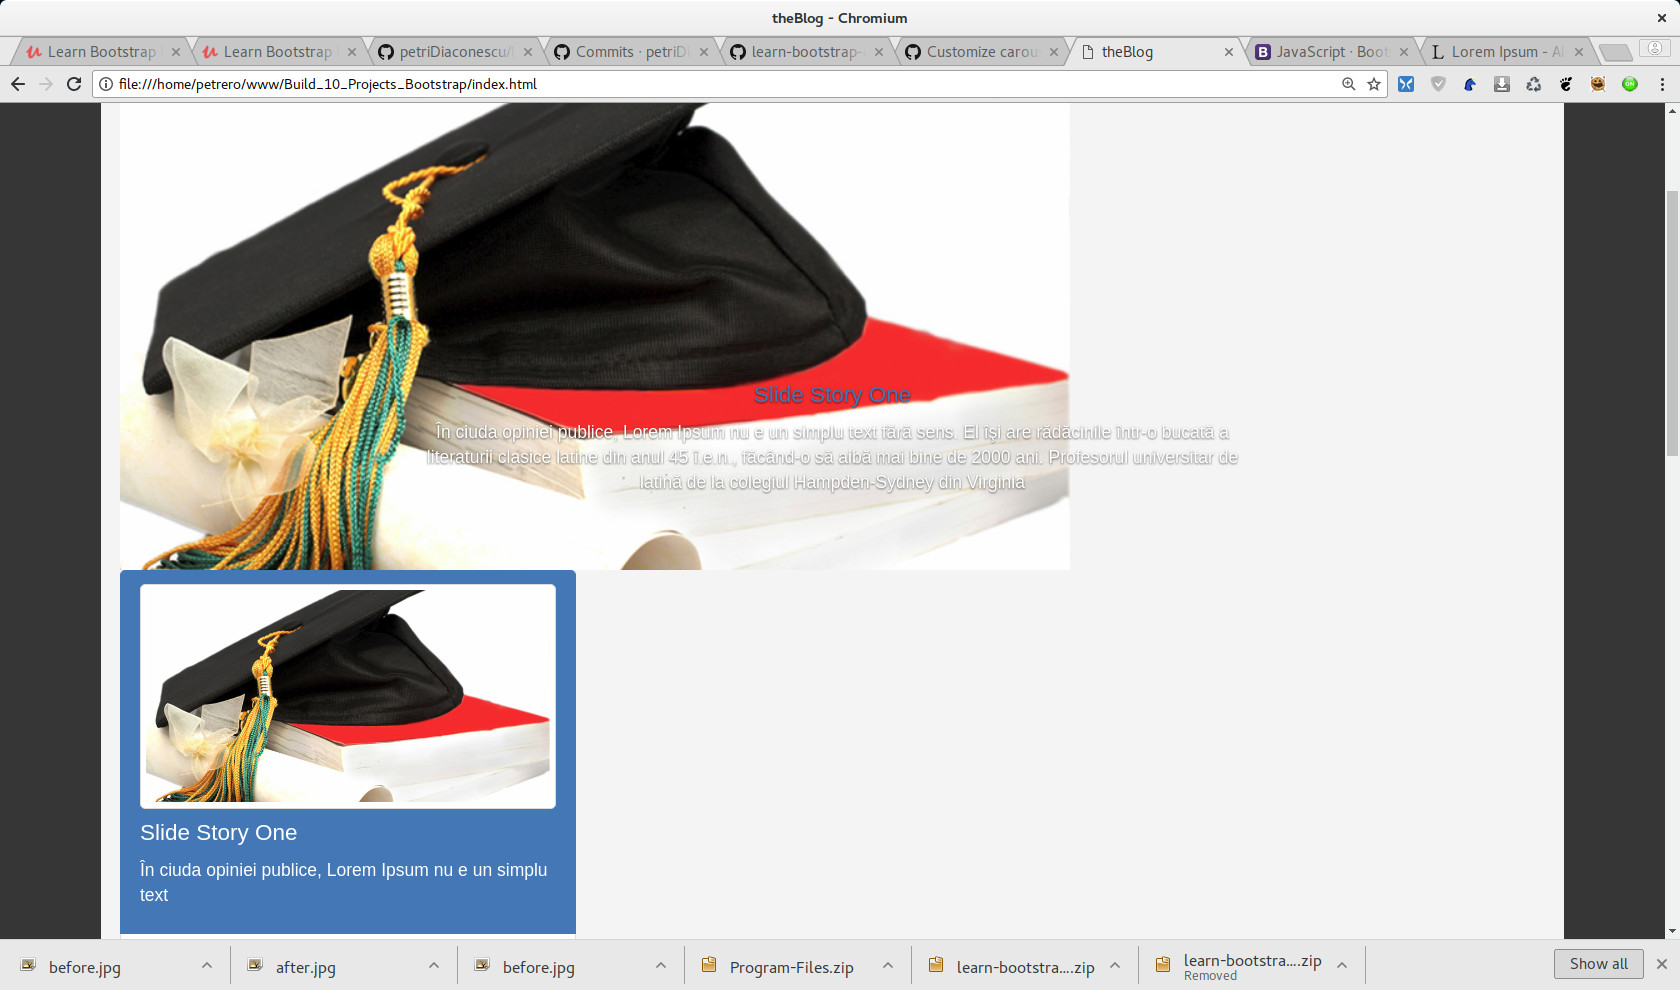 theBlog - Chromium
Learn Bootstrap
Learn Bootstrap
petriDiaconescu/
Commits · petriD
learn-bootstrap-
Customize carou
theBlog
JavaScript · Boot
Lorem Ipsum - Al
file:///home/petrero/www/Build_10_Projects_Bootstrap/index.html
Slide Story One
În ciuda opiniei publice, Lorem Ipsum nu e un simplu text fără sens. El își are rădăcinile într-o bucată a
literaturii clasice latine din anul 45 î.e.n., făcând-o să aibă mai bine de 2000 ani. Profesorul universitar de
latină de la colegiul Hampden-Sydney din Virginia
Slide Story One
În ciuda opiniei publice, Lorem Ipsum nu e un simplu
text
before.jpg
after.jpg
before.jpg
Program-Files.zip
learn-bootstra....zip
learn-bootstra....zip
Removed
Show all